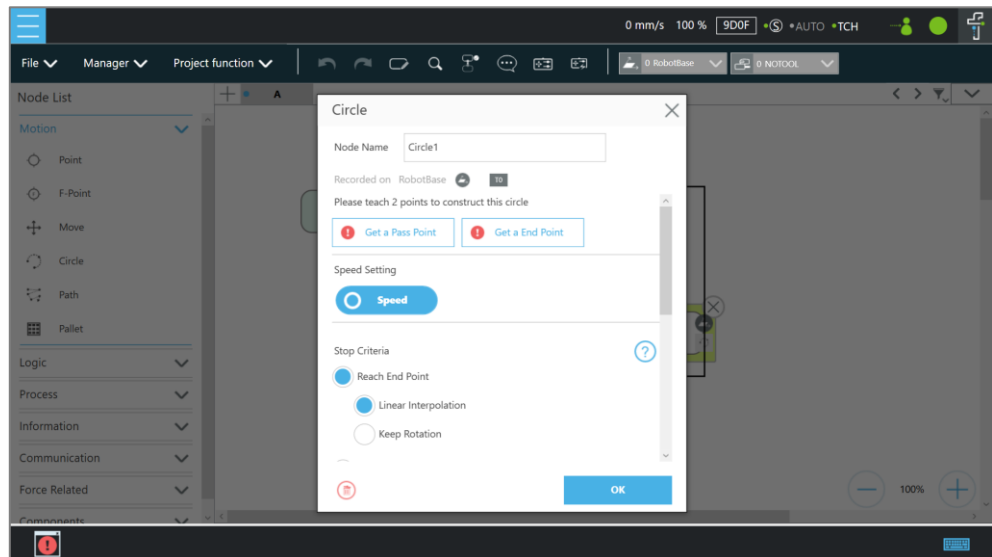 0 mm/s 100 % 9D0F S AUTO TCH
File Manager Project function 0 RobotBase 0 NOTOOL
Node List
A
Motion
Point
F-Point
Move
Circle
Path
Pallet
Logic
Process
Information
Communication
Force Related
Components
Circle
Node Name Circle1
Recorded on RobotBase T0
Please teach 2 points to construct this circle
! Get a Pass Point ! Get a End Point
Speed Setting
Speed
Stop Criteria ?
Reach End Point
Linear Interpolation
Keep Rotation
OK
100%